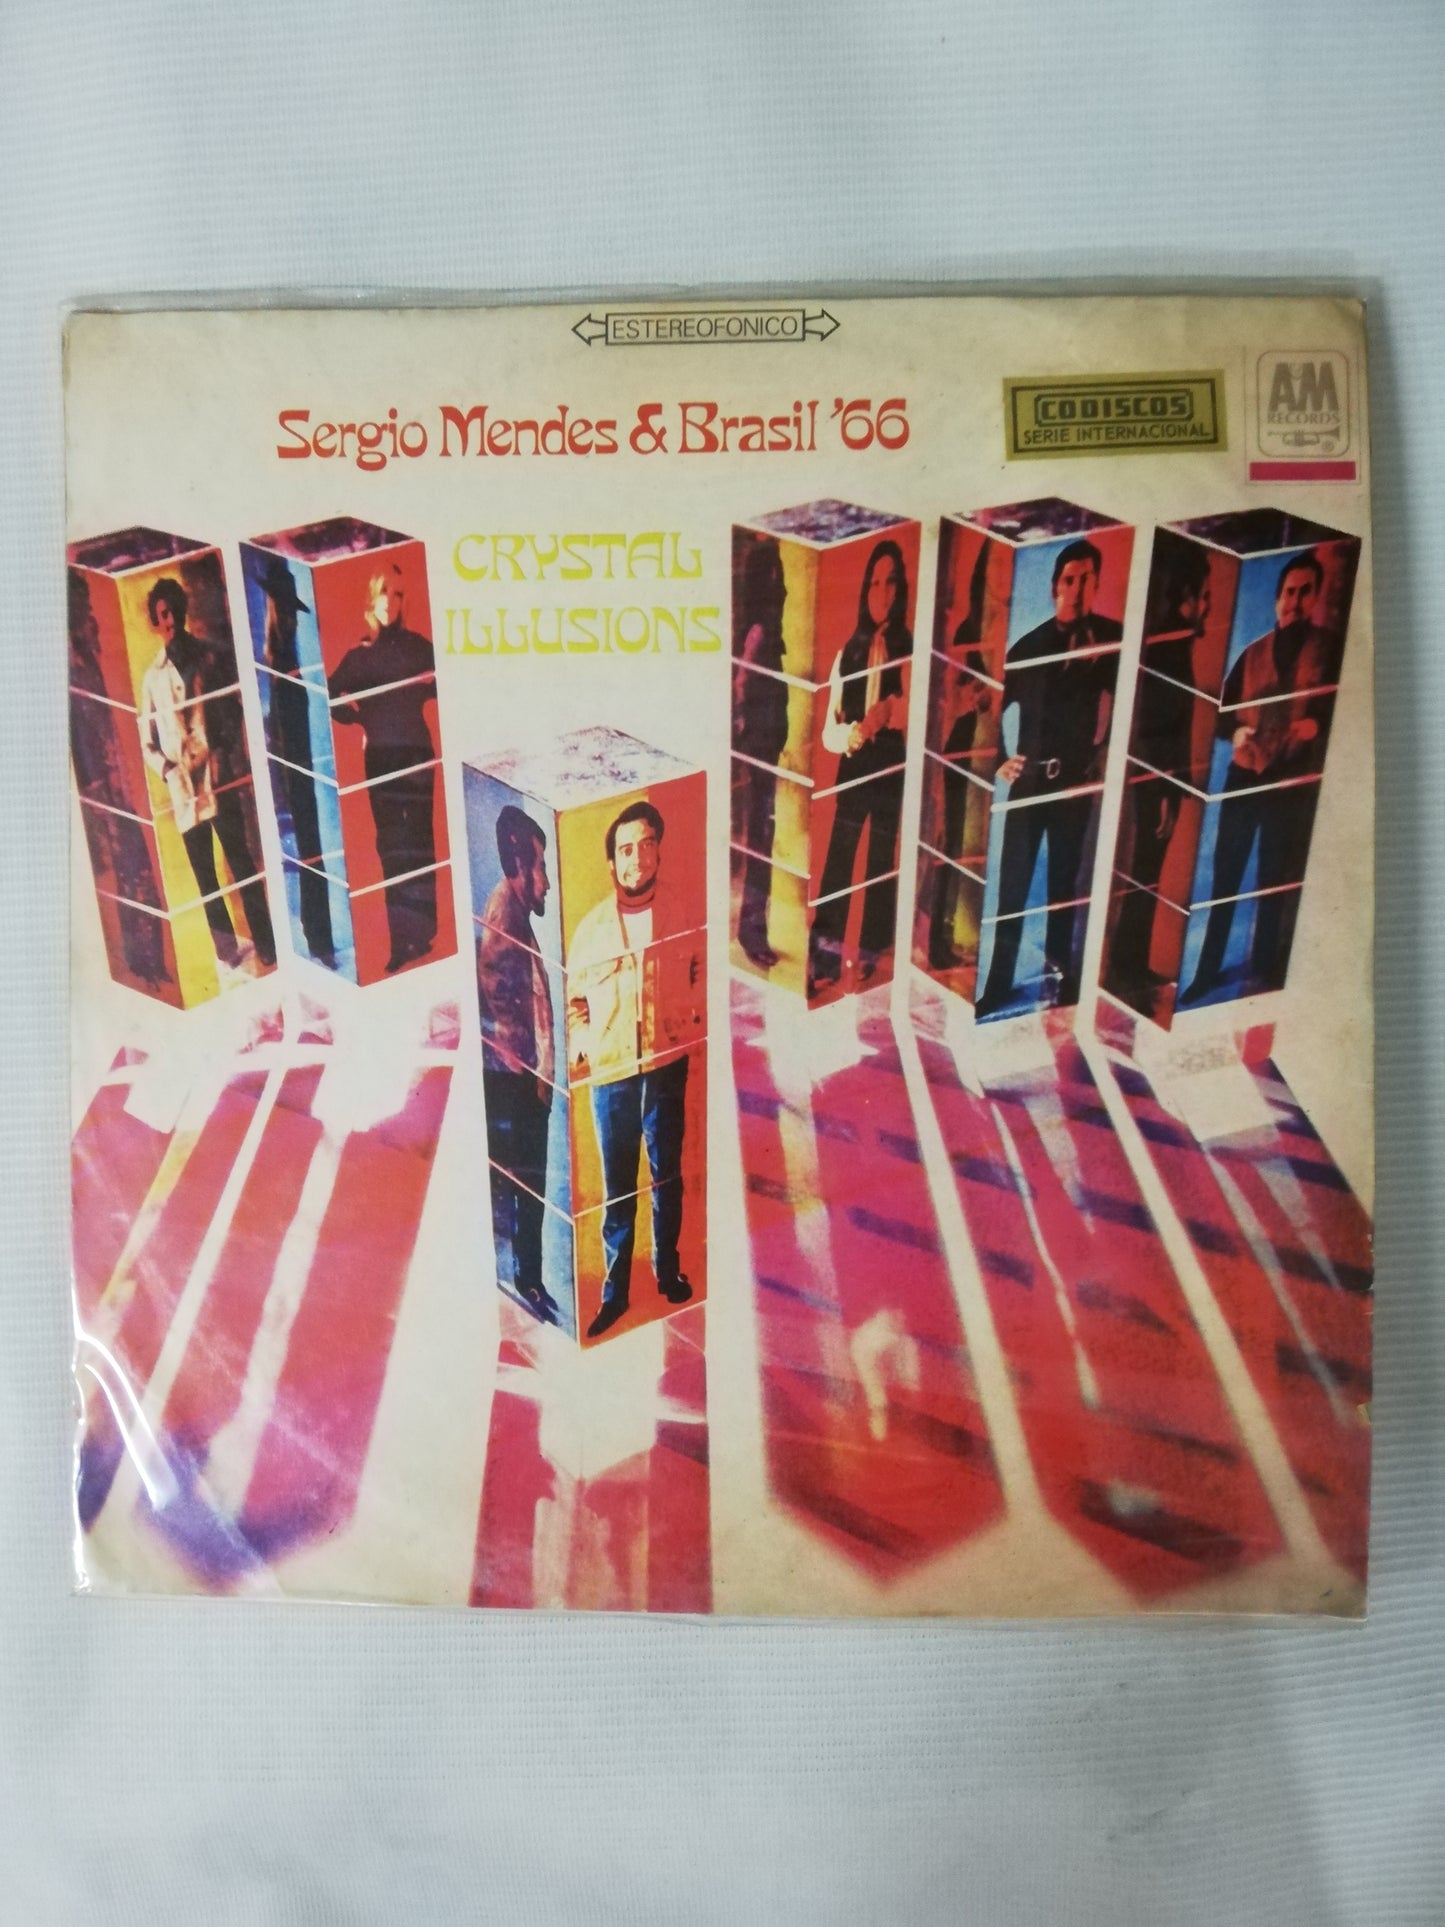 ESTEREOFONICO
Sergio Mendes & Brasil '66
CODISCOS
SERIE INTERNACIONAL
A&M
RECORDS
®
CRYSTAL
ILLUSIONS